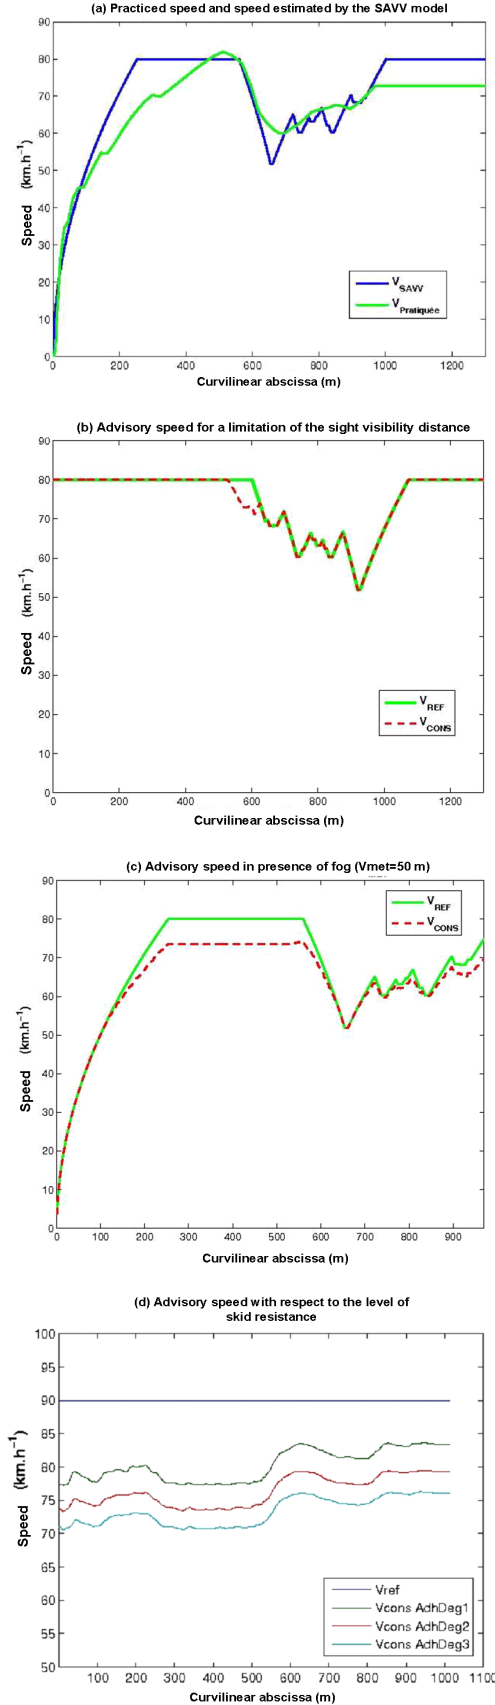 (a) Practiced speed and speed estimated by the SAVV model
90
80
70
60
50
40
30
20
10
0
Speed (km.h⁻¹)
V SAVV
V Pratiquée
0 200 400 600 800 1000 1200
Curvilinear abscissa (m)
(b) Advisory speed for a limitation of the sight visibility distance
90
80
70
60
50
40
30
20
10
0
Speed (km.h⁻¹)
V REF
V CONS
0 200 400 600 800 1000 1200
Curvilinear abscissa (m)
(c) Advisory speed in presence of fog (Vmet=50 m)
90
80
70
60
50
40
30
20
10
0
Speed (km.h⁻¹)
V REF
V CONS
0 100 200 300 400 500 600 700 800 900
Curvilinear abscissa (m)
(d) Advisory speed with respect to the level of
skid resistance
100
95
90
85
80
75
70
65
60
55
50
Speed (km.h⁻¹)
Vref
Vcons AdhDeg1
Vcons AdhDeg2
Vcons AdhDeg3
100 200 300 400 500 600 700 800 900 1000 1100
Curvilinear abscissa (m)